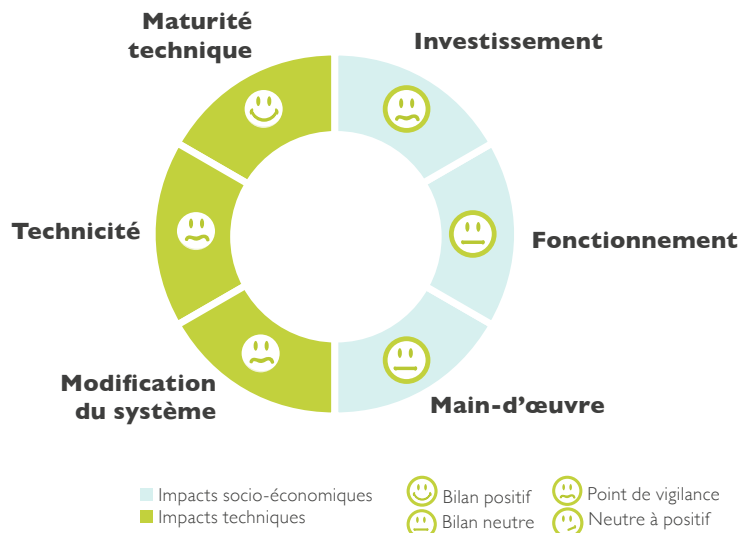 Maturité
technique
Investissement
Technicité
Fonctionnement
Modification
du système
Main-d'œuvre
Impacts socio-économiques
Impacts techniques
Bilan positif
Bilan neutre
Point de vigilance
Neutre à positif